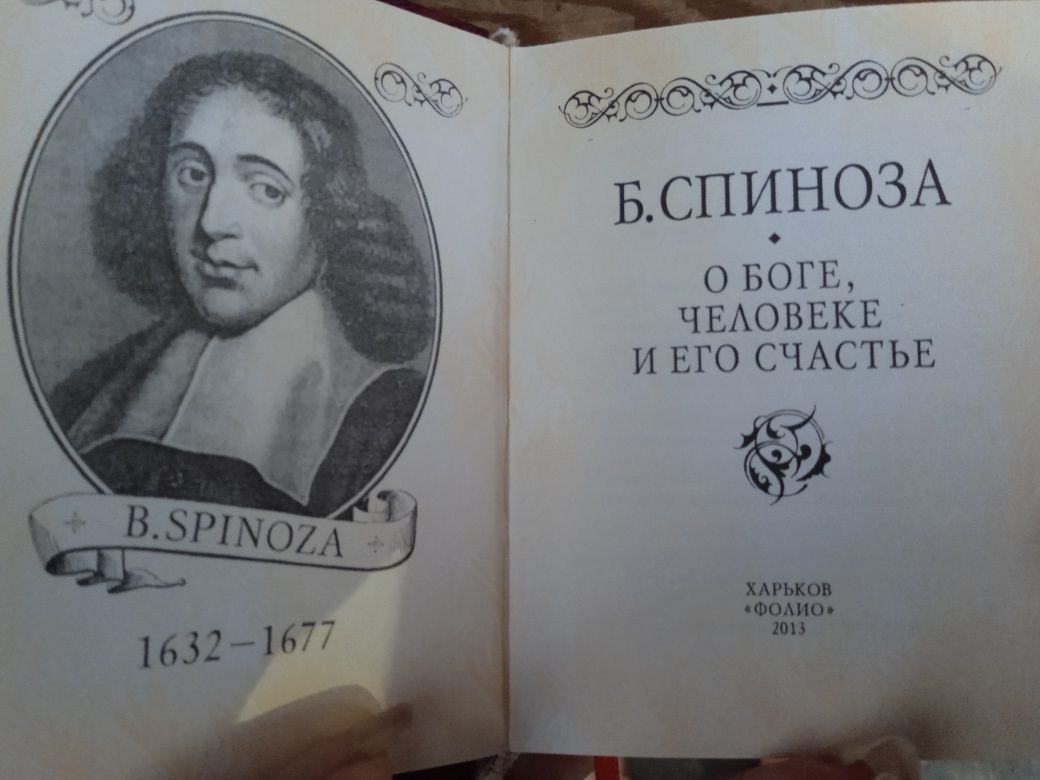 B.SPINOZA
1632–1677
Б.СПИНОЗА
О БОГЕ,
ЧЕЛОВЕКЕ
И ЕГО СЧАСТЬЕ
ХАРЬКОВ
«ФОЛИО»
2013